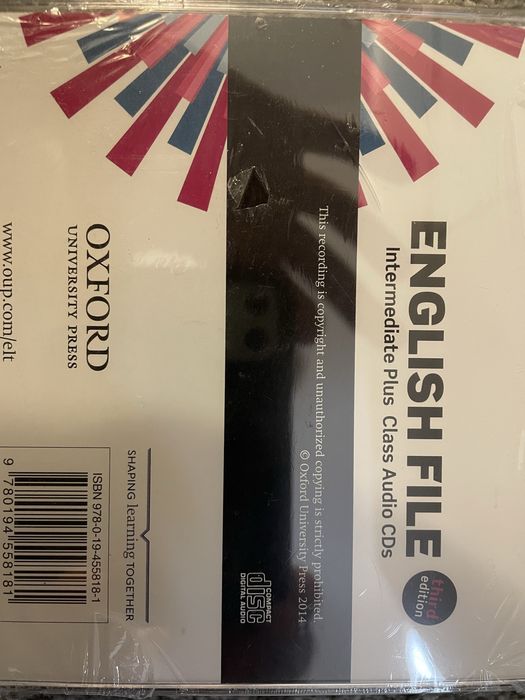 ENGLISH FILE
third
edition
Intermediate Plus Class Audio CDs
This recording is copyright and unauthorized copying is strictly prohibited.
© Oxford University Press 2014
COMPACT
disc
DIGITAL AUDIO
OXFORD
UNIVERSITY PRESS
www.oup.com/elt
SHAPING learning TOGETHER
ISBN 978-0-19-455818-1
9 780194 558181